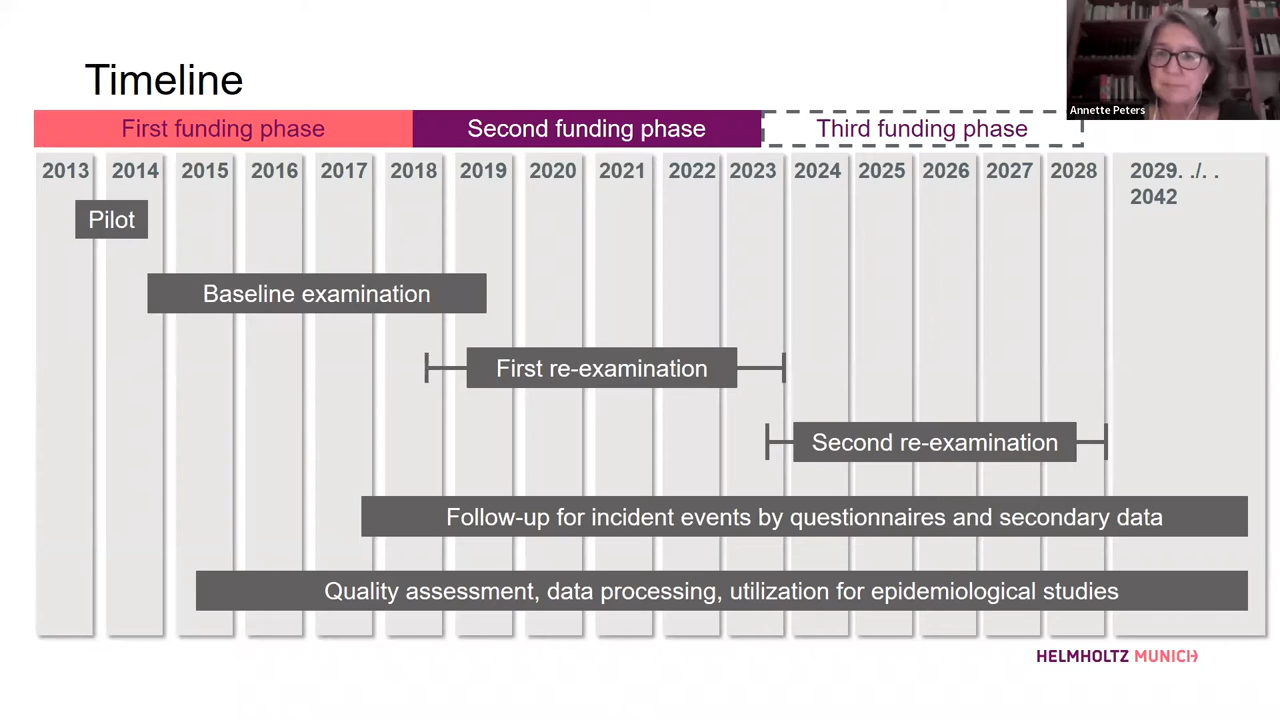 Timeline
Annette Peters
First funding phase
Second funding phase
Third funding phase
2013 2014 2015 2016 2017 2018 2019 2020 2021 2022 2023 2024 2025 2026 2027 2028 2029. ./. .
2042
Pilot
Baseline examination
First re-examination
Second re-examination
Follow-up for incident events by questionnaires and secondary data
Quality assessment, data processing, utilization for epidemiological studies
HELMHOLTZ MUNICH